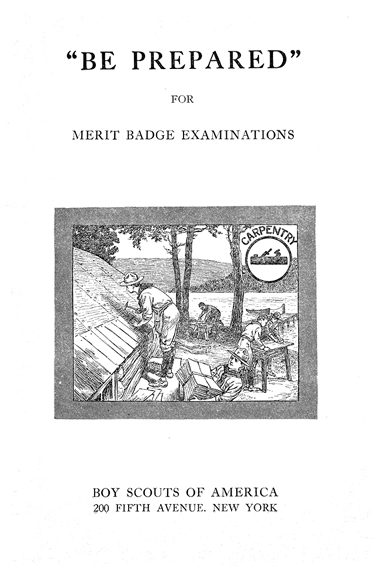 "BE PREPARED"
FOR
MERIT BADGE EXAMINATIONS
CARPENTRY
BOY SCOUTS OF AMERICA
200 FIFTH AVENUE. NEW YORK